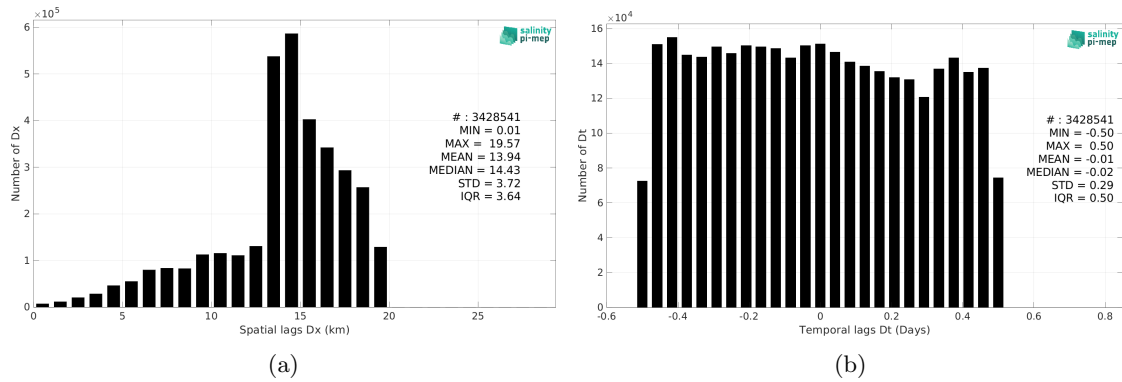 ×10⁵
6
5
4
3
2
1
0
0
5
10
15
20
25
Number of Dx
Spatial lags Dx (km)
salinity
pi-mep
# : 3428541
MIN = 0.01
MAX = 19.57
MEAN = 13.94
MEDIAN = 14.43
STD = 3.72
IQR = 3.64
(a)
×10⁴
16
14
12
10
8
6
4
2
0
-0.6
-0.4
-0.2
0
0.2
0.4
0.6
0.8
Number of Dt
Temporal lags Dt (Days)
salinity
pi-mep
# : 3428541
MIN = -0.50
MAX = 0.50
MEAN = -0.01
MEDIAN = -0.02
STD = 0.29
IQR = 0.50
(b)